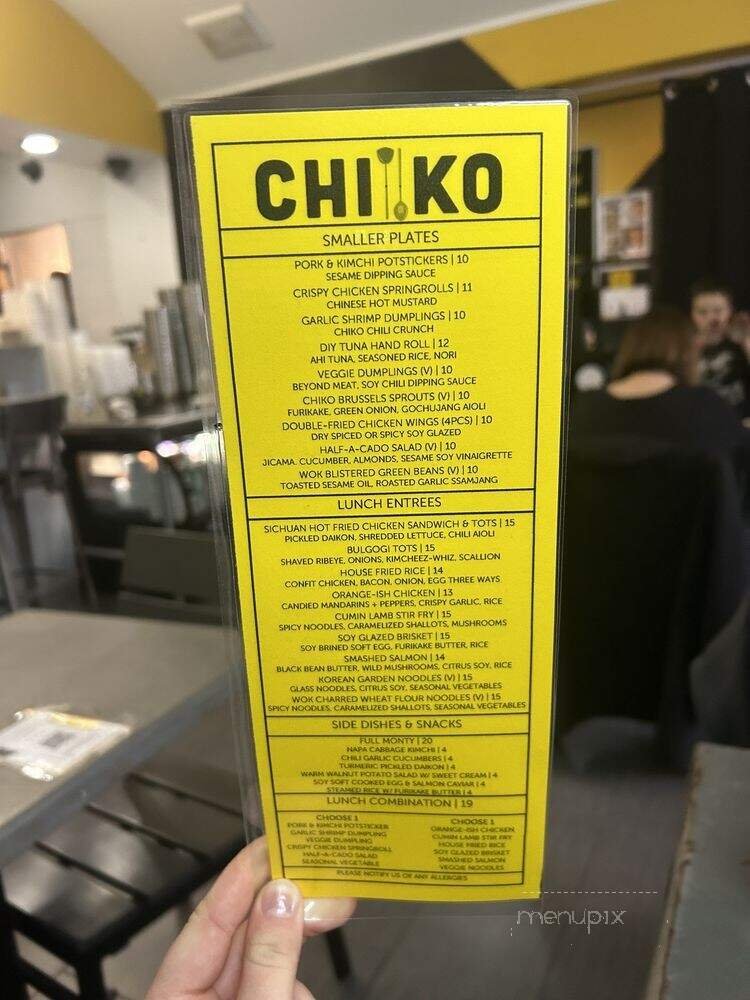 CHIKO
SMALLER PLATES
PORK & KIMCHI POTSTICKERS | 10
SESAME DIPPING SAUCE
CRISPY CHICKEN SPRINGROLLS | 11
CHINESE HOT MUSTARD
GARLIC SHRIMP DUMPLINGS | 10
CHIKO CHILI CRUNCH
DIY TUNA HAND ROLL | 12
AHI TUNA, SEASONED RICE, NORI
VEGGIE DUMPLINGS (V) | 10
BEYOND MEAT, SOY CHILI DIPPING SAUCE
CHIKO BRUSSELS SPROUTS (V) | 10
FURIKAKE, GREEN ONION, GOCHUJANG AIOLI
DOUBLE-FRIED CHICKEN WINGS (4PCS) | 10
DRY SPICED OR SPICY SOY GLAZED
HALF-A-CADO SALAD (V) | 10
JICAMA. CUCUMBER, ALMONDS, SESAME SOY VINAIGRETTE
WOK BLISTERED GREEN BEANS (V) | 10
TOASTED SESAME OIL, ROASTED GARLIC SSAMJANG
LUNCH ENTREES
SICHUAN HOT FRIED CHICKEN SANDWICH & TOTS | 15
PICKLED DAIKON, SHREDDED LETTUCE, CHILI AIOLI
BULGOGI TOTS | 15
SHAVED RIBEYE, ONIONS, KIMCHEEZ-WHIZ, SCALLION
HOUSE FRIED RICE | 14
CONFIT CHICKEN, BACON, ONION, EGG THREE WAYS
ORANGE-ISH CHICKEN | 13
CANDIED MANDARINS + PEPPERS, CRISPY GARLIC, RICE
CUMIN LAMB STIR FRY | 15
SPICY NOODLES, CARAMELIZED SHALLOTS, MUSHROOMS
SOY GLAZED BRISKET | 15
SOY BRINED SOFT EGG, FURIKAKE BUTTER, RICE
SMASHED SALMON | 14
BLACK BEAN BUTTER, WILD MUSHROOMS, CITRUS SOY, RICE
KOREAN GARDEN NOODLES (V) | 15
GLASS NOODLES, CITRUS SOY, SEASONAL VEGETABLES
WOK CHARRED WHEAT FLOUR NOODLES (V) | 15
SPICY NOODLES, CARAMELIZED SHALLOTS, SEASONAL VEGETABLES
SIDE DISHES & SNACKS
FULL MONTY | 20
HAPA CABBAGE KIMCHI | 4
CHILI GARLIC CUCUMBERS | 4
TURMERIC PICKLED DAIKON | 4
WARM WALNUT POTATO SALAD W/ SWEET CREAM | 4
SOY SOFT COOKED EGG & SALMON CAVIAR | 4
STEAMED RICE W/ FURIKAKE BUTTER | 4
LUNCH COMBINATION | 19
CHOOSE 1
PORK & KIMCHI POTSTICKER
GARLIC SHRIMP DUMPLING
VEGGIE DUMPLING
CRISPY CHICKEN SPRINGROLL
HALF-A-CADO SALAD
SEASONAL VEGETABLE
CHOOSE 1
ORANGE-ISH CHICKEN
CUMIN LAMB STIR FRY
HOUSE FRIED RICE
SOY GLAZED BRISKET
SMASHED SALMON
VEGGIE NOODLES
PLEASE NOTIFY US OF ANY ALLERGIES
menupix